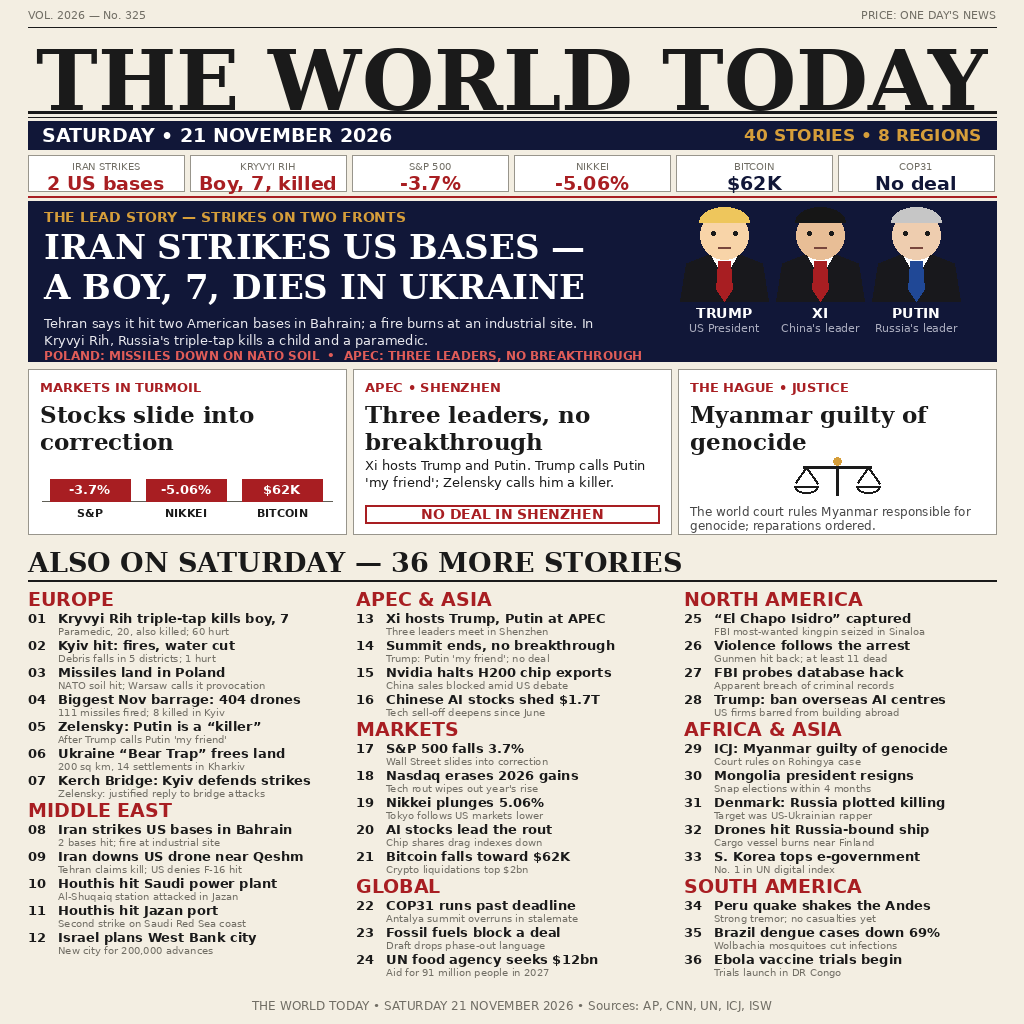 VOL. 2026 — No. 325
PRICE: ONE DAY'S NEWS
THE WORLD TODAY
SATURDAY • 21 NOVEMBER 2026
40 STORIES • 8 REGIONS
IRAN STRIKES
2 US bases
KRYVYI RIH
Boy, 7, killed
S&P 500
-3.7%
NIKKEI
-5.06%
BITCOIN
$62K
COP31
No deal
THE LEAD STORY — STRIKES ON TWO FRONTS
IRAN STRIKES US BASES —
A BOY, 7, DIES IN UKRAINE
Tehran says it hit two American bases in Bahrain; a fire burns at an industrial site. In
Kryvyi Rih, Russia's triple-tap kills a child and a paramedic.
POLAND: MISSILES DOWN ON NATO SOIL • APEC: THREE LEADERS, NO BREAKTHROUGH
TRUMP
US President
XI
China's leader
PUTIN
Russia's leader
MARKETS IN TURMOIL
Stocks slide into
correction
-3.7%
-5.06%
$62K
S&P
NIKKEI
BITCOIN
APEC • SHENZHEN
Three leaders, no
breakthrough
Xi hosts Trump and Putin. Trump calls Putin
'my friend'; Zelensky calls him a killer.
NO DEAL IN SHENZHEN
THE HAGUE • JUSTICE
Myanmar guilty of
genocide
The world court rules Myanmar responsible for
genocide; reparations ordered.
ALSO ON SATURDAY — 36 MORE STORIES
EUROPE
01 Kryvyi Rih triple-tap kills boy, 7
Paramedic, 20, also killed; 60 hurt
02 Kyiv hit: fires, water cut
Debris falls in 5 districts; 1 hurt
03 Missiles land in Poland
NATO soil hit; Warsaw calls it provocation
04 Biggest Nov barrage: 404 drones
111 missiles fired; 8 killed in Kyiv
05 Zelensky: Putin is a “killer”
After Trump calls Putin 'my friend'
06 Ukraine “Bear Trap” frees land
200 sq km, 14 settlements in Kharkiv
07 Kerch Bridge: Kyiv defends strikes
Zelensky: justified reply to bridge attacks
MIDDLE EAST
08 Iran strikes US bases in Bahrain
2 bases hit; fire at industrial site
09 Iran downs US drone near Qeshm
Tehran claims kill; US denies F-16 hit
10 Houthis hit Saudi power plant
Al-Shuqaiq station attacked in Jazan
11 Houthis hit Jazan port
Second strike on Saudi Red Sea coast
12 Israel plans West Bank city
New city for 200,000 advances
APEC & ASIA
13 Xi hosts Trump, Putin at APEC
Three leaders meet in Shenzhen
14 Summit ends, no breakthrough
Trump: Putin 'my friend'; no deal
15 Nvidia halts H200 chip exports
China sales blocked amid US debate
16 Chinese AI stocks shed $1.7T
Tech sell-off deepens since June
MARKETS
17 S&P 500 falls 3.7%
Wall Street slides into correction
18 Nasdaq erases 2026 gains
Tech rout wipes out year's rise
19 Nikkei plunges 5.06%
Tokyo follows US markets lower
20 AI stocks lead the rout
Chip shares drag indexes down
21 Bitcoin falls toward $62K
Crypto liquidations top $2bn
GLOBAL
22 COP31 runs past deadline
Antalya summit overruns in stalemate
23 Fossil fuels block a deal
Draft drops phase-out language
24 UN food agency seeks $12bn
Aid for 91 million people in 2027
NORTH AMERICA
25 “El Chapo Isidro” captured
FBI most-wanted kingpin seized in Sinaloa
26 Violence follows the arrest
Gunmen hit back; at least 11 dead
27 FBI probes database hack
Apparent breach of criminal records
28 Trump: ban overseas AI centres
US firms barred from building abroad
AFRICA & ASIA
29 ICJ: Myanmar guilty of genocide
Court rules on Rohingya case
30 Mongolia president resigns
Snap elections within 4 months
31 Denmark: Russia plotted killing
Target was US-Ukrainian rapper
32 Drones hit Russia-bound ship
Cargo vessel burns near Finland
33 S. Korea tops e-government
No. 1 in UN digital index
SOUTH AMERICA
34 Peru quake shakes the Andes
Strong tremor; no casualties yet
35 Brazil dengue cases down 69%
Wolbachia mosquitoes cut infections
36 Ebola vaccine trials begin
Trials launch in DR Congo
THE WORLD TODAY • SATURDAY 21 NOVEMBER 2026 • Sources: AP, CNN, UN, ICJ, ISW